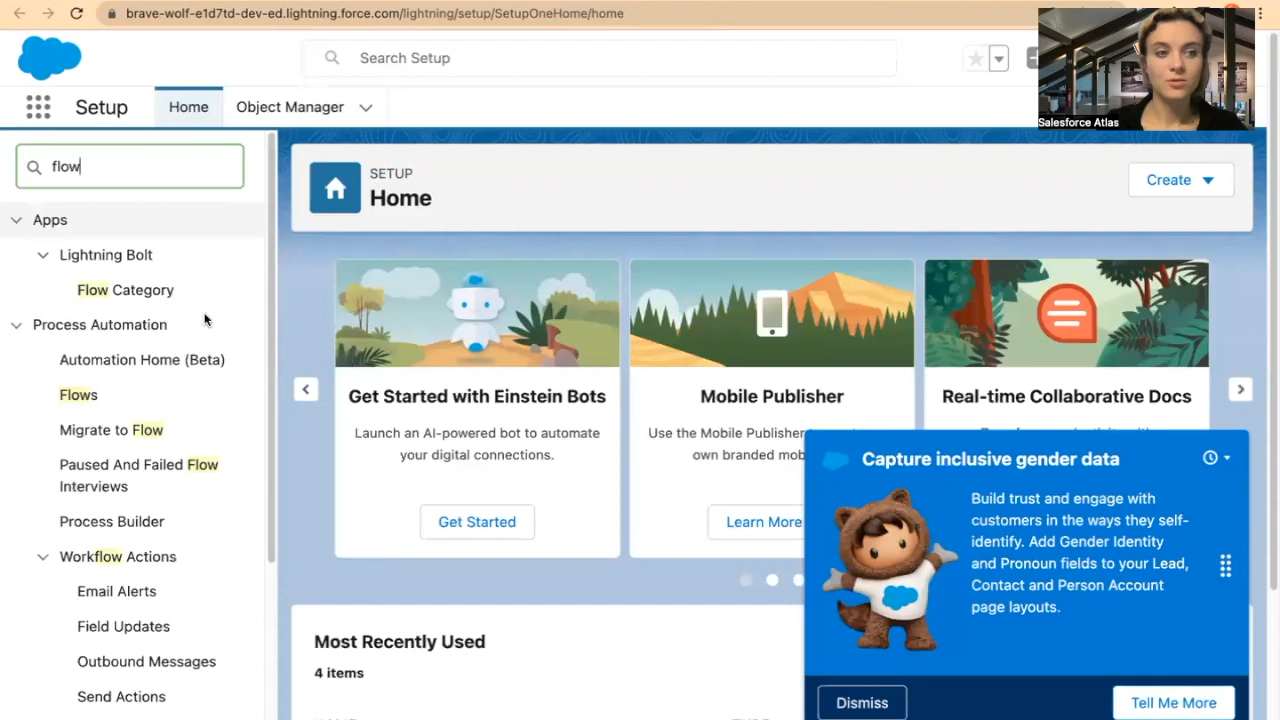 brave-wolf-e1d7td-dev-ed.lightning.force.com/lightning/setup/SetupOneHome/home
Search Setup
Salesforce Atlas
Setup
Home
Object Manager
flow
Apps
Lightning Bolt
Flow Category
Process Automation
Automation Home (Beta)
Flows
Migrate to Flow
Paused And Failed Flow
Interviews
Process Builder
Workflow Actions
Email Alerts
Field Updates
Outbound Messages
Send Actions
SETUP
Home
Create
Get Started with Einstein Bots
Launch an AI-powered bot to automate
your digital connections.
Get Started
Mobile Publisher
Use the Mobile Publisher
own branded mob
Learn More
Real-time Collaborative Docs
Most Recently Used
4 items
Capture inclusive gender data
Build trust and engage with
customers in the ways they self-
identify. Add Gender Identity
and Pronoun fields to your Lead,
Contact and Person Account
page layouts.
Dismiss
Tell Me More